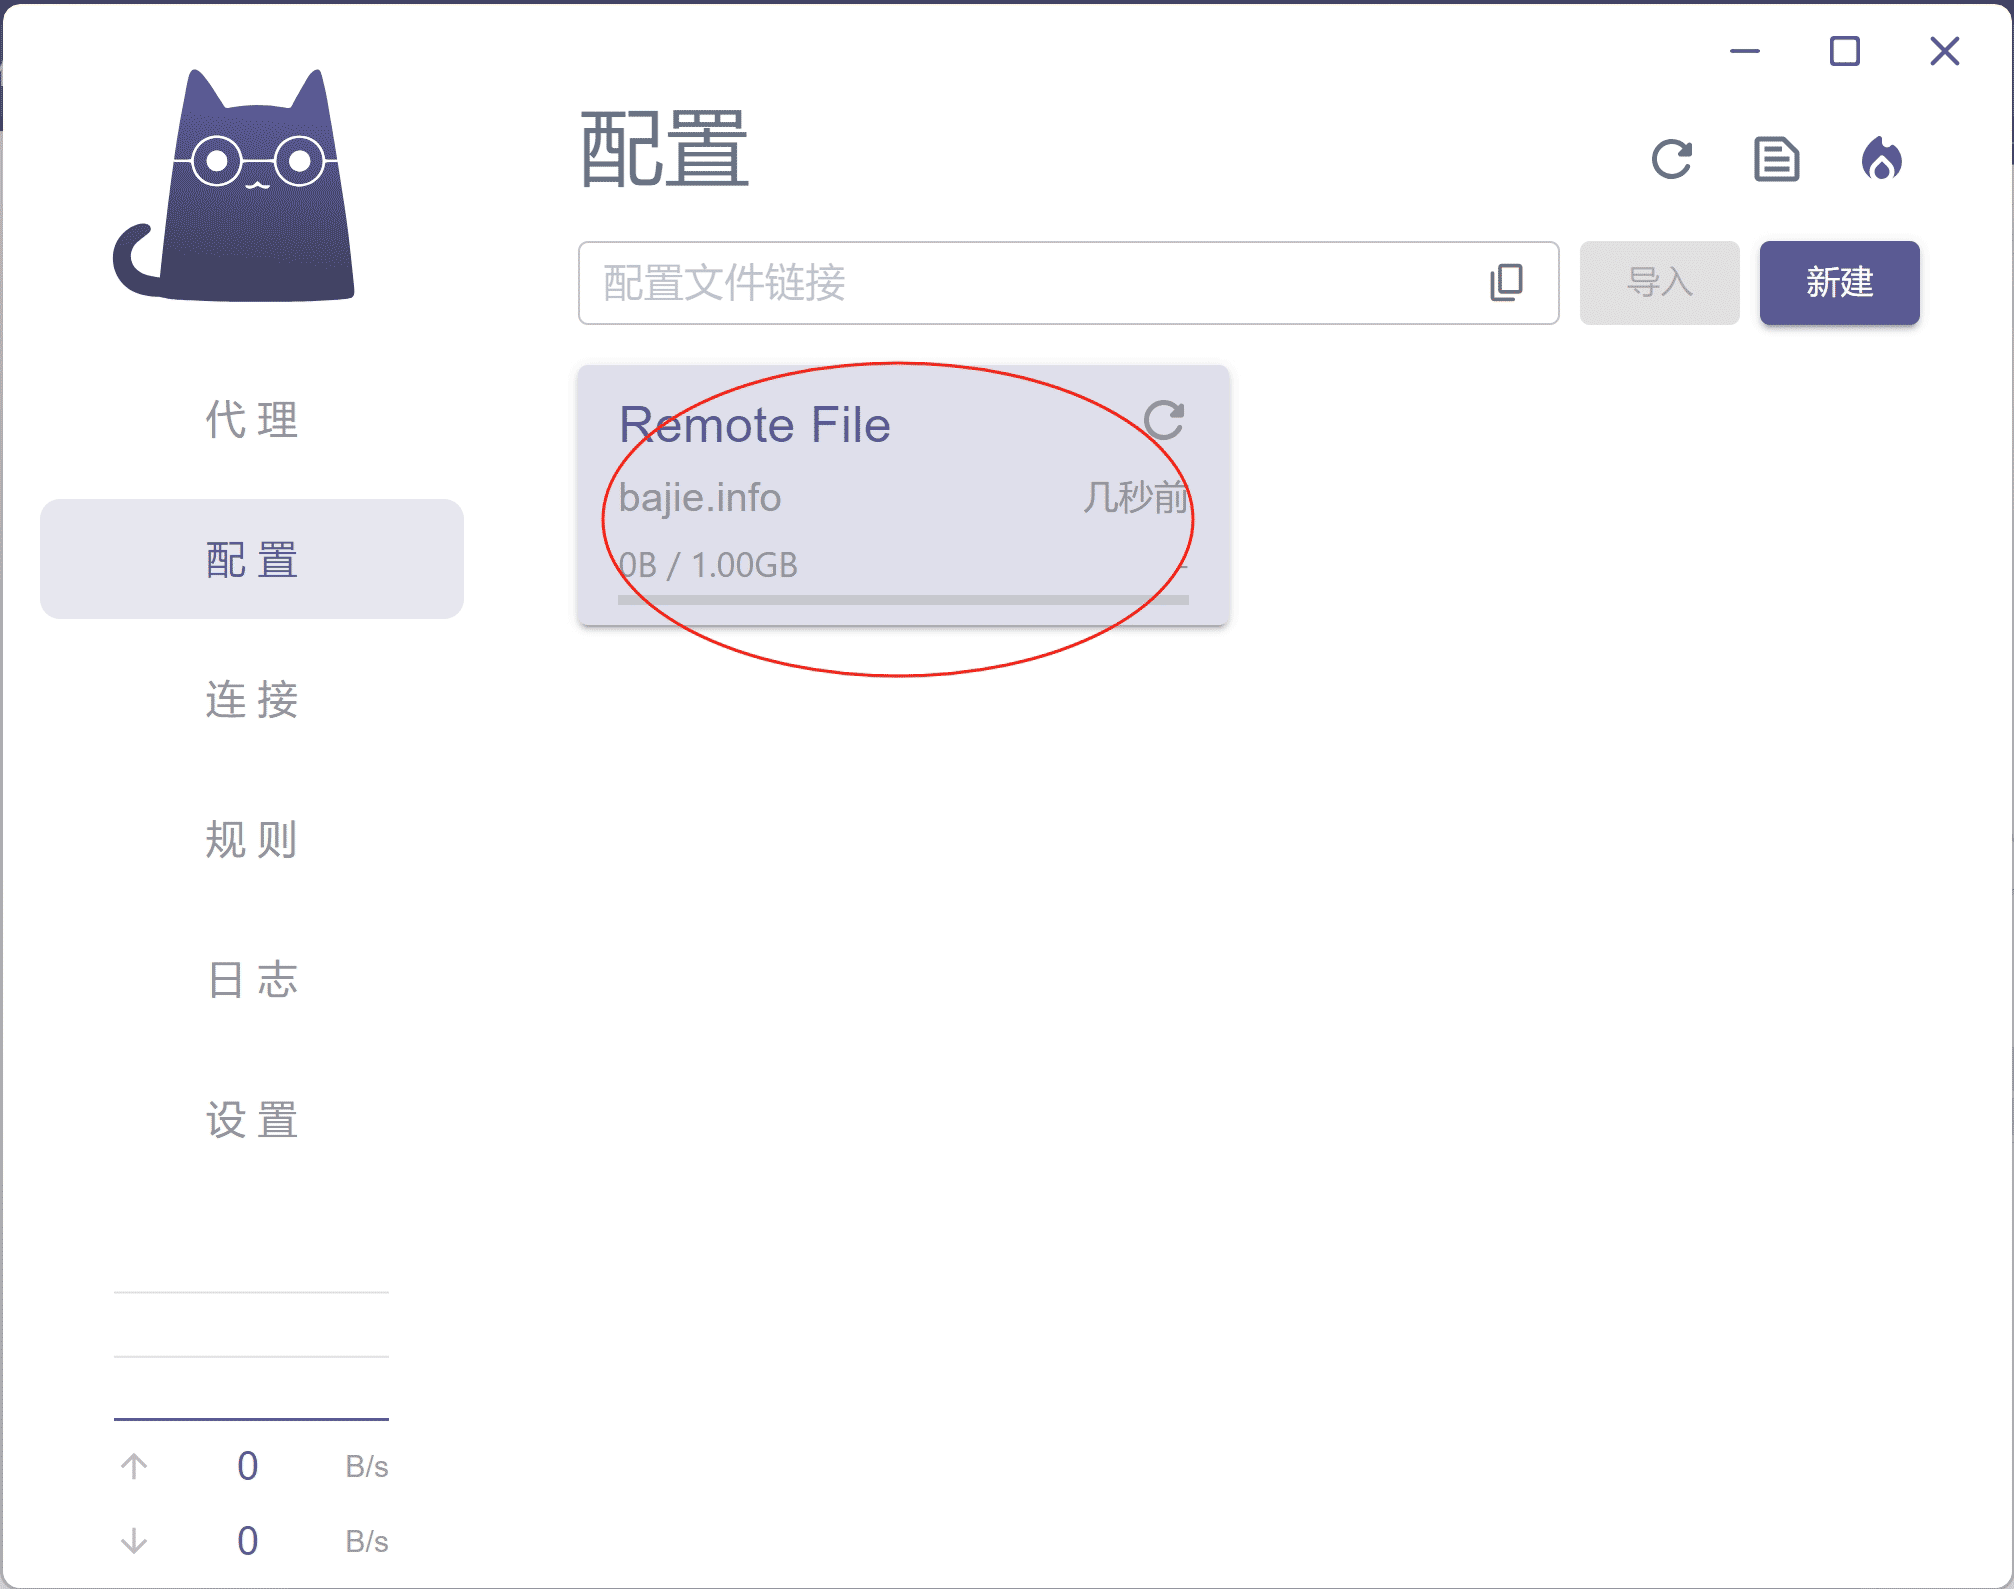 配置
配置文件链接
导入
新建
Remote File
bajie.info
几秒前
0B / 1.00GB
-
代 理
配 置
连 接
规 则
日 志
设 置
0 B/s
0 B/s